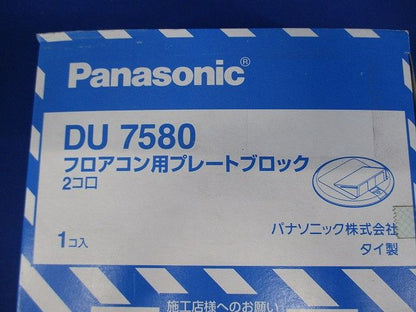 Panasonic®
DU 7580
フロアコン用プレートブロック
2コ口
1コ入
パナソニック株式会社
タイ製
施工店様へのお願い